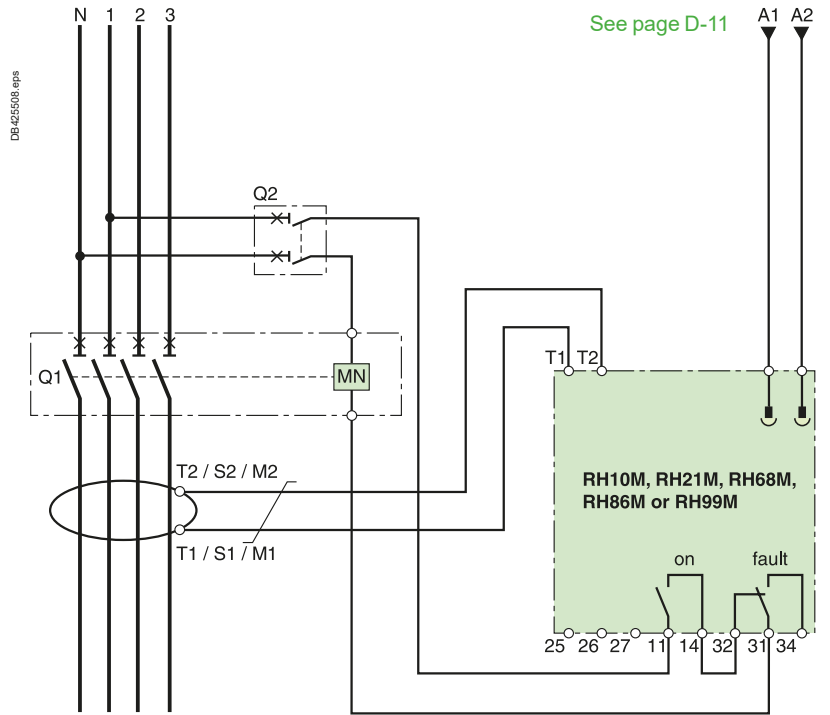 N 1 2 3
See page D-11
A1 A2
DB425508.eps
Q2
T1 T2
Q1
MN
T2 / S2 / M2
RH10M, RH21M, RH68M,
RH86M or RH99M
T1 / S1 / M1
on fault
25 26 27 11 14 32 31 34